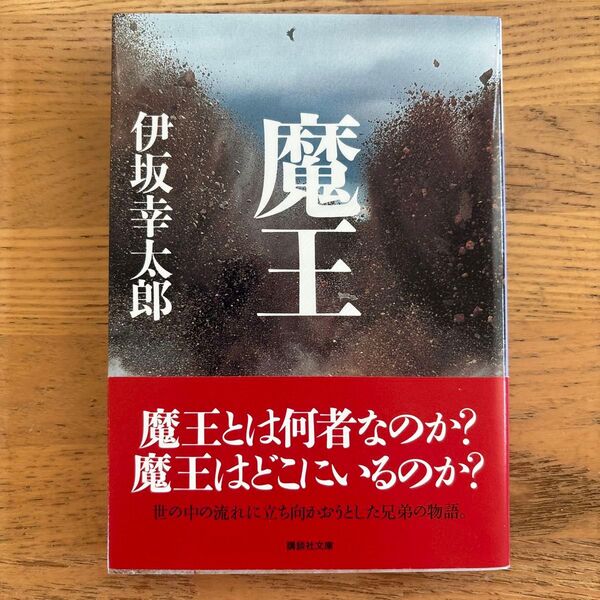 魔王
伊坂幸太郎
魔王とは何者なのか?
魔王はどこにいるのか?
世の中の流れに立ち向かおうとした兄弟の物語。
講談社文庫